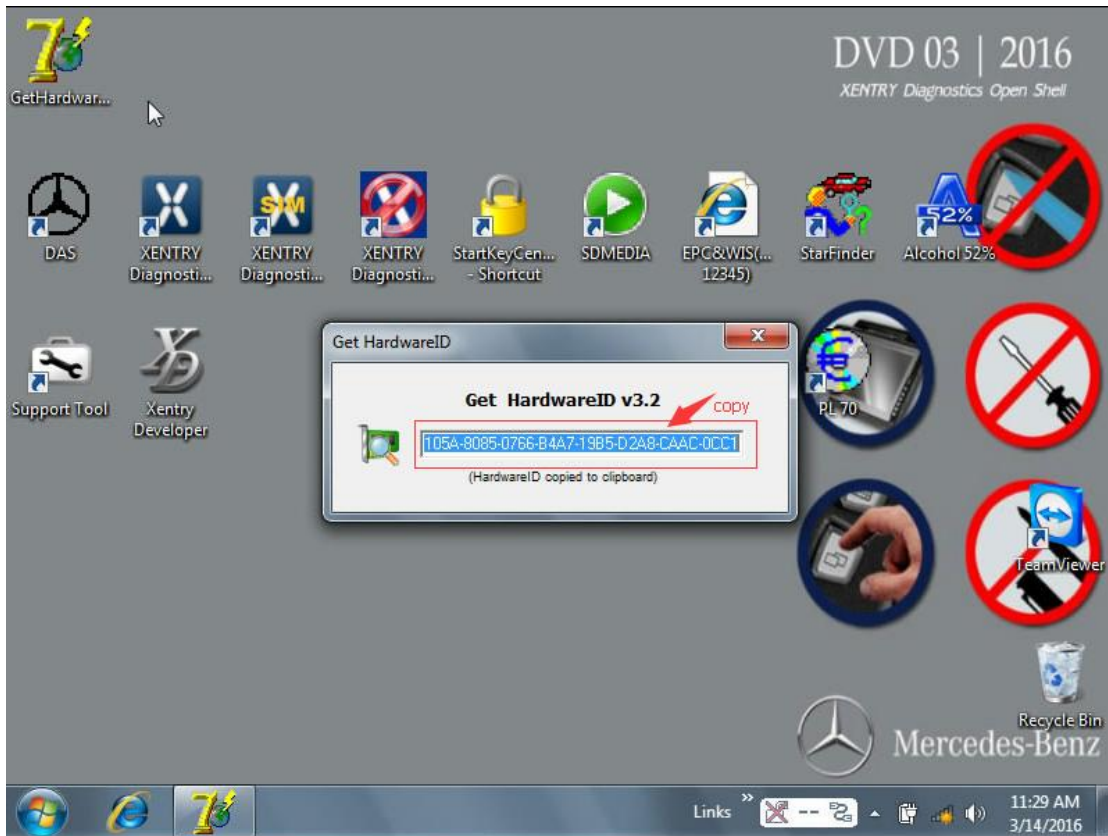 DVD 03 | 2016
XENTRY Diagnostics Open Shell
GetHardwar...
DAS
XENTRY
Diagnosti...
SIM
XENTRY
Diagnosti...
XENTRY
Diagnosti...
StartKeyCen...
- Shortcut
SDMEDIA
EPC&WIS(...
12345)
StarFinder
52%
Alcohol 52%
Support Tool
Xentry
Developer
Get HardwareID
Get HardwareID v3.2
copy
105A-8085-0766-B4A7-19B5-D2A8-CAAC-0CC1
(HardwareID copied to clipboard)
PL 70
TeamViewer
Recycle Bin
Mercedes-Benz
Links
11:29 AM
3/14/2016